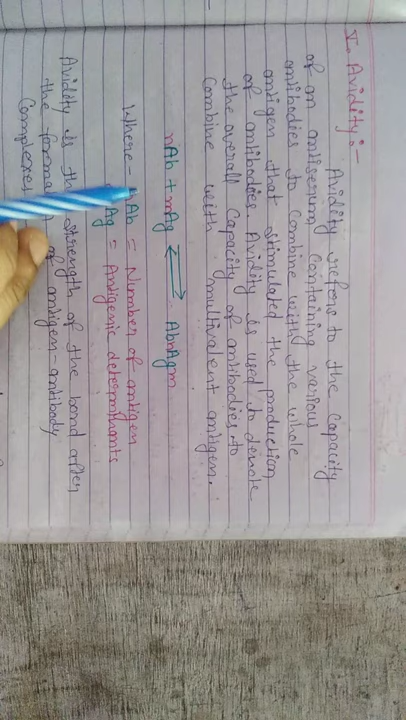 V. Avidity:-
Avidity refers to the capacity
of an antiserum containing various
antibodies to combine with the whole
antigen that stimulated the production
of antibodies. Avidity is used to denote
the overall capacity of antibodies to
combine with multivalent antigen.
nAb + mAg ⇌ AbnAgm
Where - nAb = Number of antigen
Ag = Antigenic determinants
Avidity is the strength of the bond after
the formation of antigen-antibody
Complexes